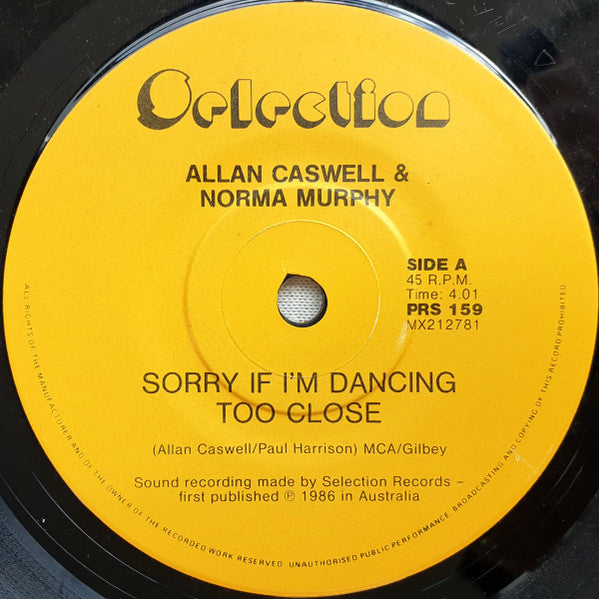 Selection
ALLAN CASWELL &
NORMA MURPHY
SIDE A
45 R.P.M.
Time: 4.01
PRS 159
MX212781
SORRY IF I'M DANCING
TOO CLOSE
(Allan Caswell/Paul Harrison) MCA/Gilbey
Sound recording made by Selection Records –
first published ℗ 1986 in Australia
ALL RIGHTS OF THE MANUFACTURER AND OF THE OWNER OF THE RECORDED WORK RESERVED. UNAUTHORISED PUBLIC PERFORMANCE, BROADCASTING AND COPYING OF THIS RECORD PROHIBITED